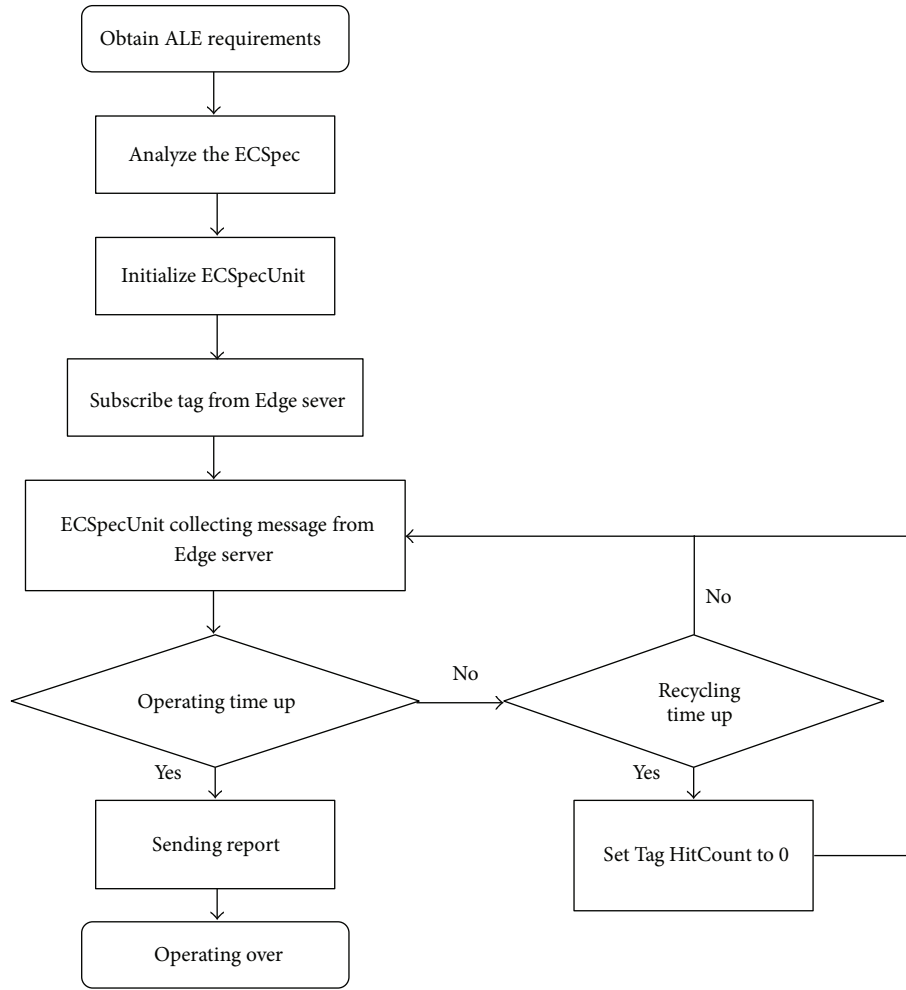 Obtain ALE requirements
Analyze the ECSpec
Initialize ECSpecUnit
Subscribe tag from Edge sever
ECSpecUnit collecting message from
Edge server
No
Operating time up
No
Recycling
time up
Yes
Yes
Sending report
Set Tag HitCount to 0
Operating over